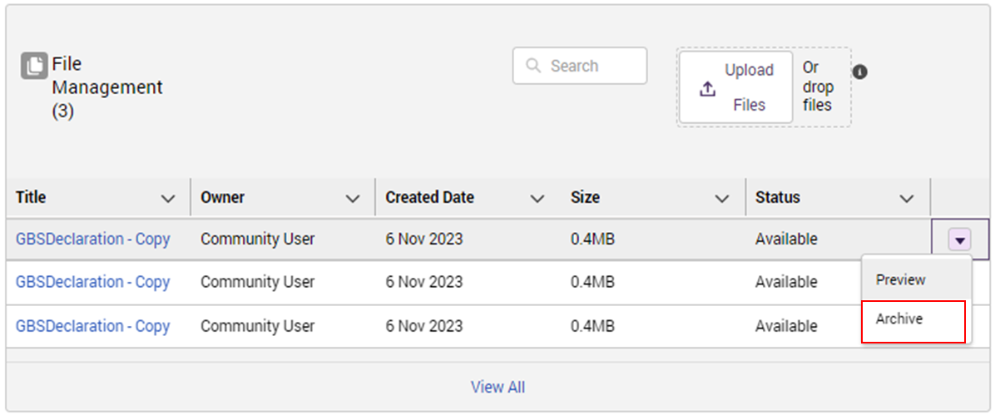 File
Management
(3)
Search
Upload
Files
Or
drop
files
Title Owner Created Date Size Status
GBSDeclaration - Copy Community User 6 Nov 2023 0.4MB Available
GBSDeclaration - Copy Community User 6 Nov 2023 0.4MB Available
GBSDeclaration - Copy Community User 6 Nov 2023 0.4MB Available
Preview
Archive
View All